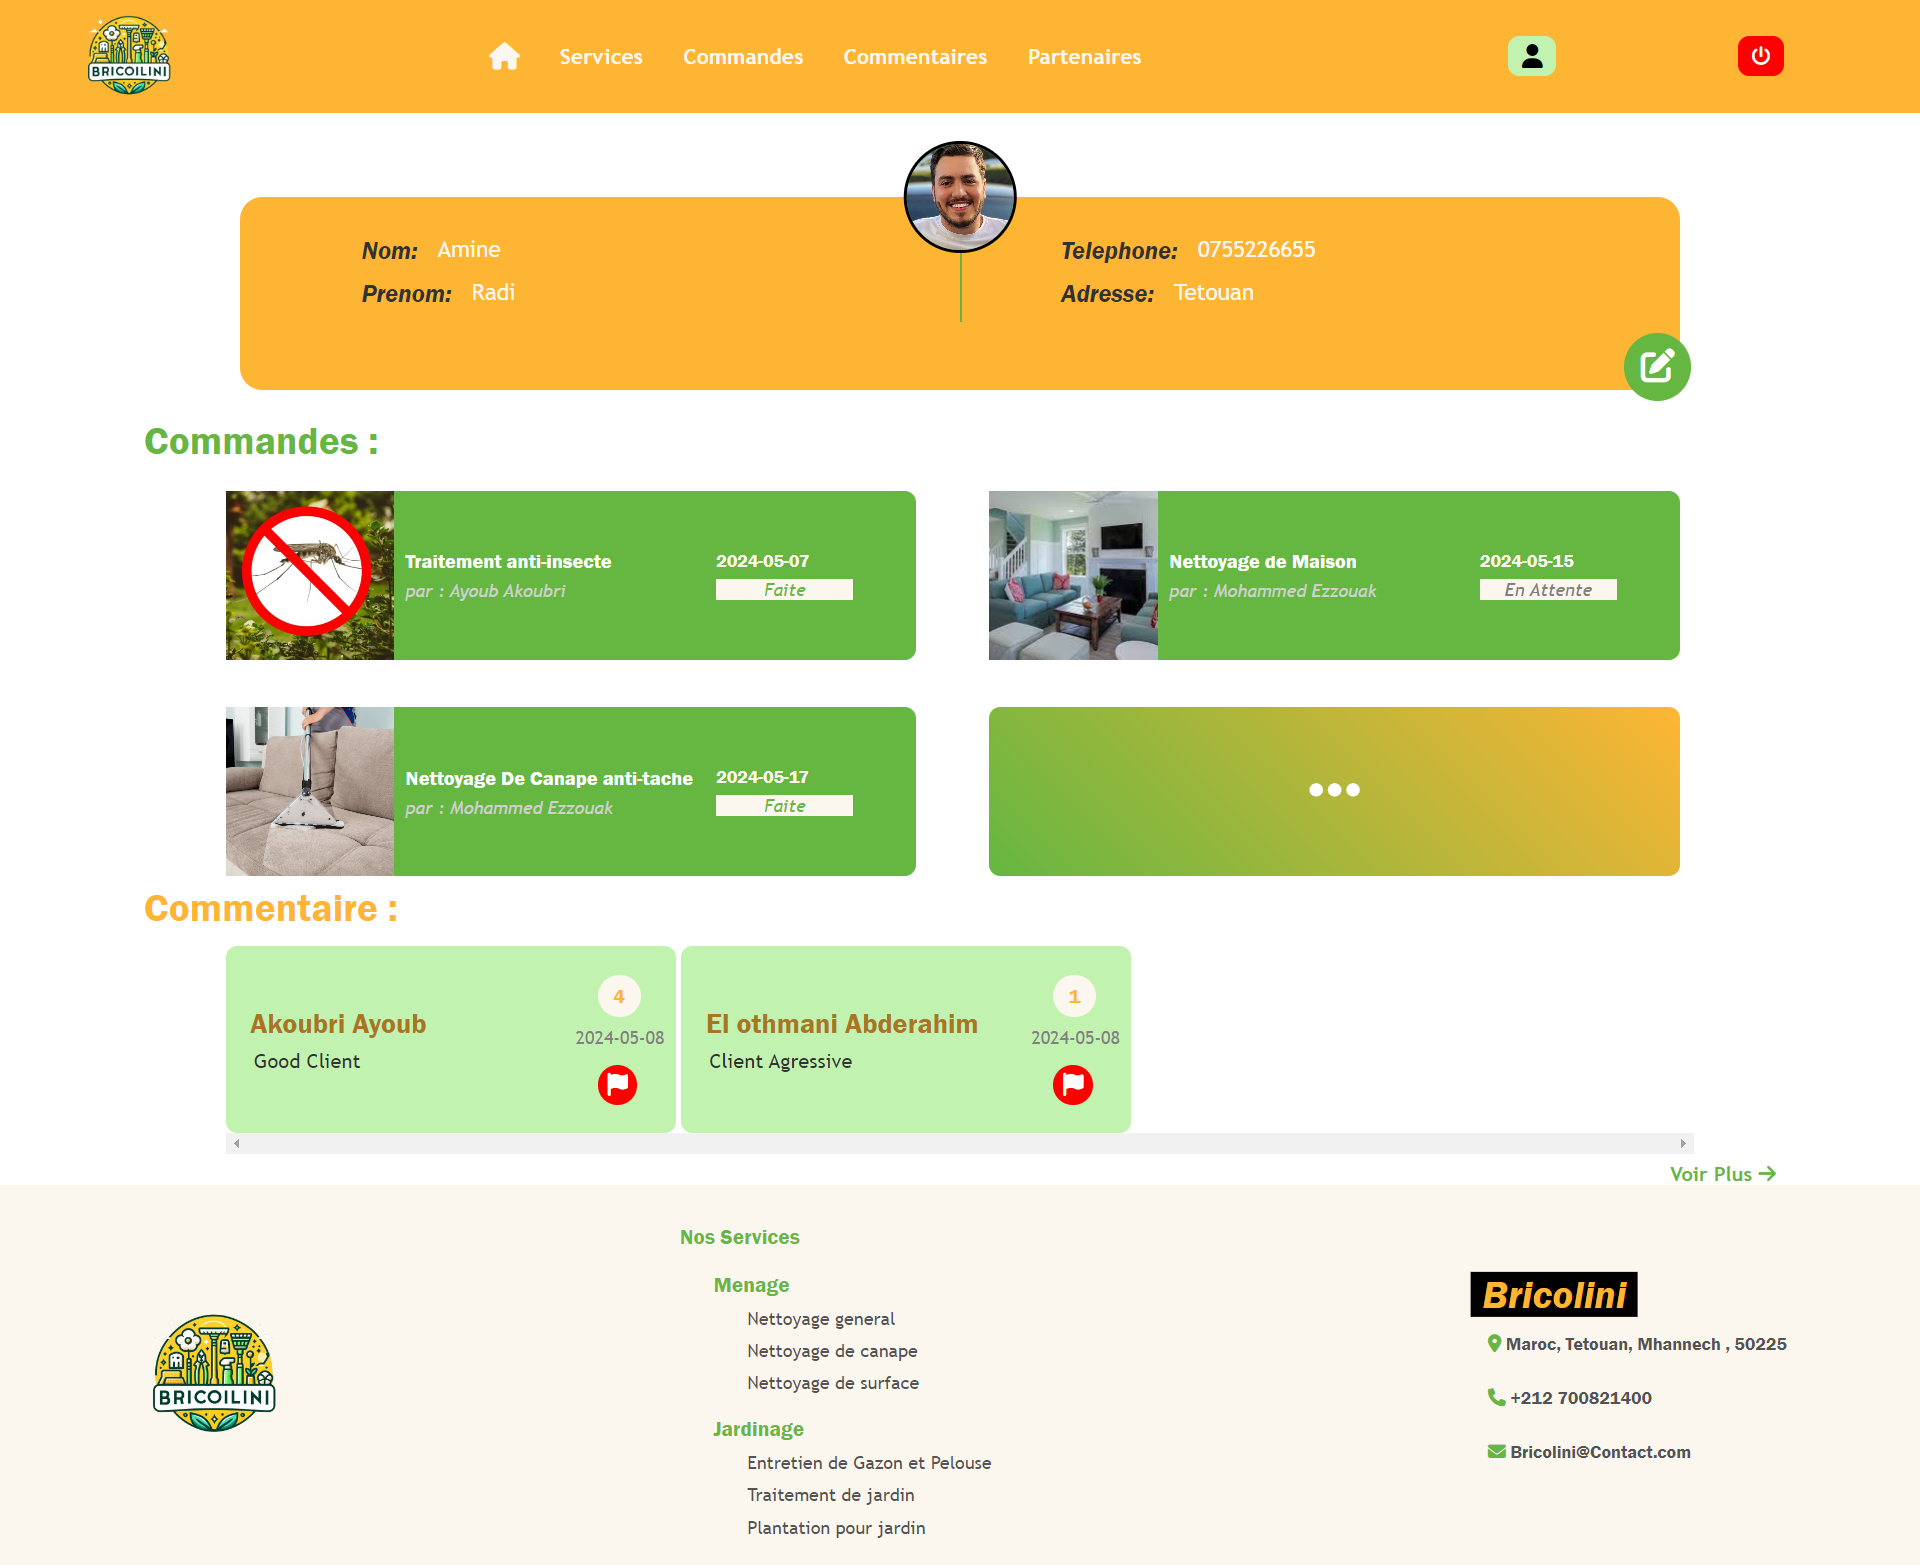 BRICOILINI
Services
Commandes
Commentaires
Partenaires
Nom: Amine
Prenom: Radi
Telephone: 0755226655
Adresse: Tetouan
Commandes :
Traitement anti-insecte
par : Ayoub Akoubri
2024-05-07
Faite
Nettoyage de Maison
par : Mohammed Ezzouak
2024-05-15
En Attente
Nettoyage De Canape anti-tache
par : Mohammed Ezzouak
2024-05-17
Faite
Commentaire :
Akoubri Ayoub
Good Client
4
2024-05-08
El othmani Abderahim
Client Agressive
1
2024-05-08
Voir Plus
BRICOILINI
Nos Services
Menage
Nettoyage general
Nettoyage de canape
Nettoyage de surface
Jardinage
Entretien de Gazon et Pelouse
Traitement de jardin
Plantation pour jardin
Bricolini
Maroc, Tetouan, Mhannech , 50225
+212 700821400
Bricolini@Contact.com